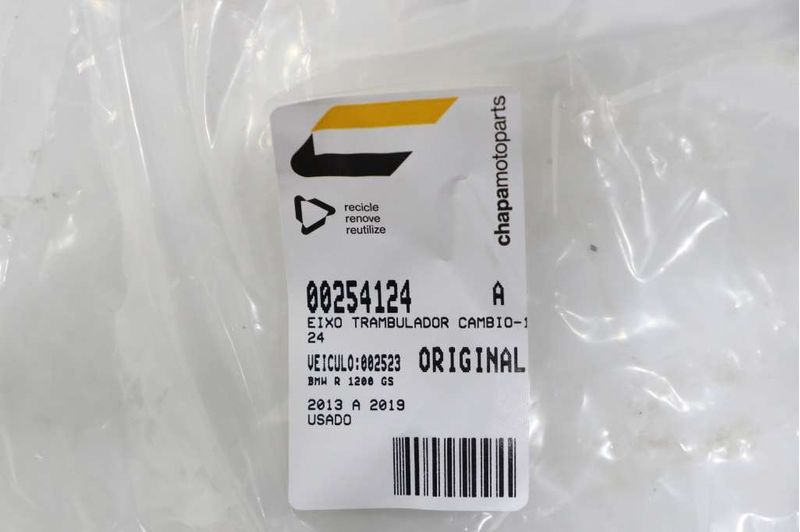 chapamotoparts
recicle
renove
reutilize
00254124 A
EIXO TRAMBULADOR CAMBIO-1
24
VEICULO:002523 ORIGINAL
BMW R 1200 GS
2013 A 2019
USADO